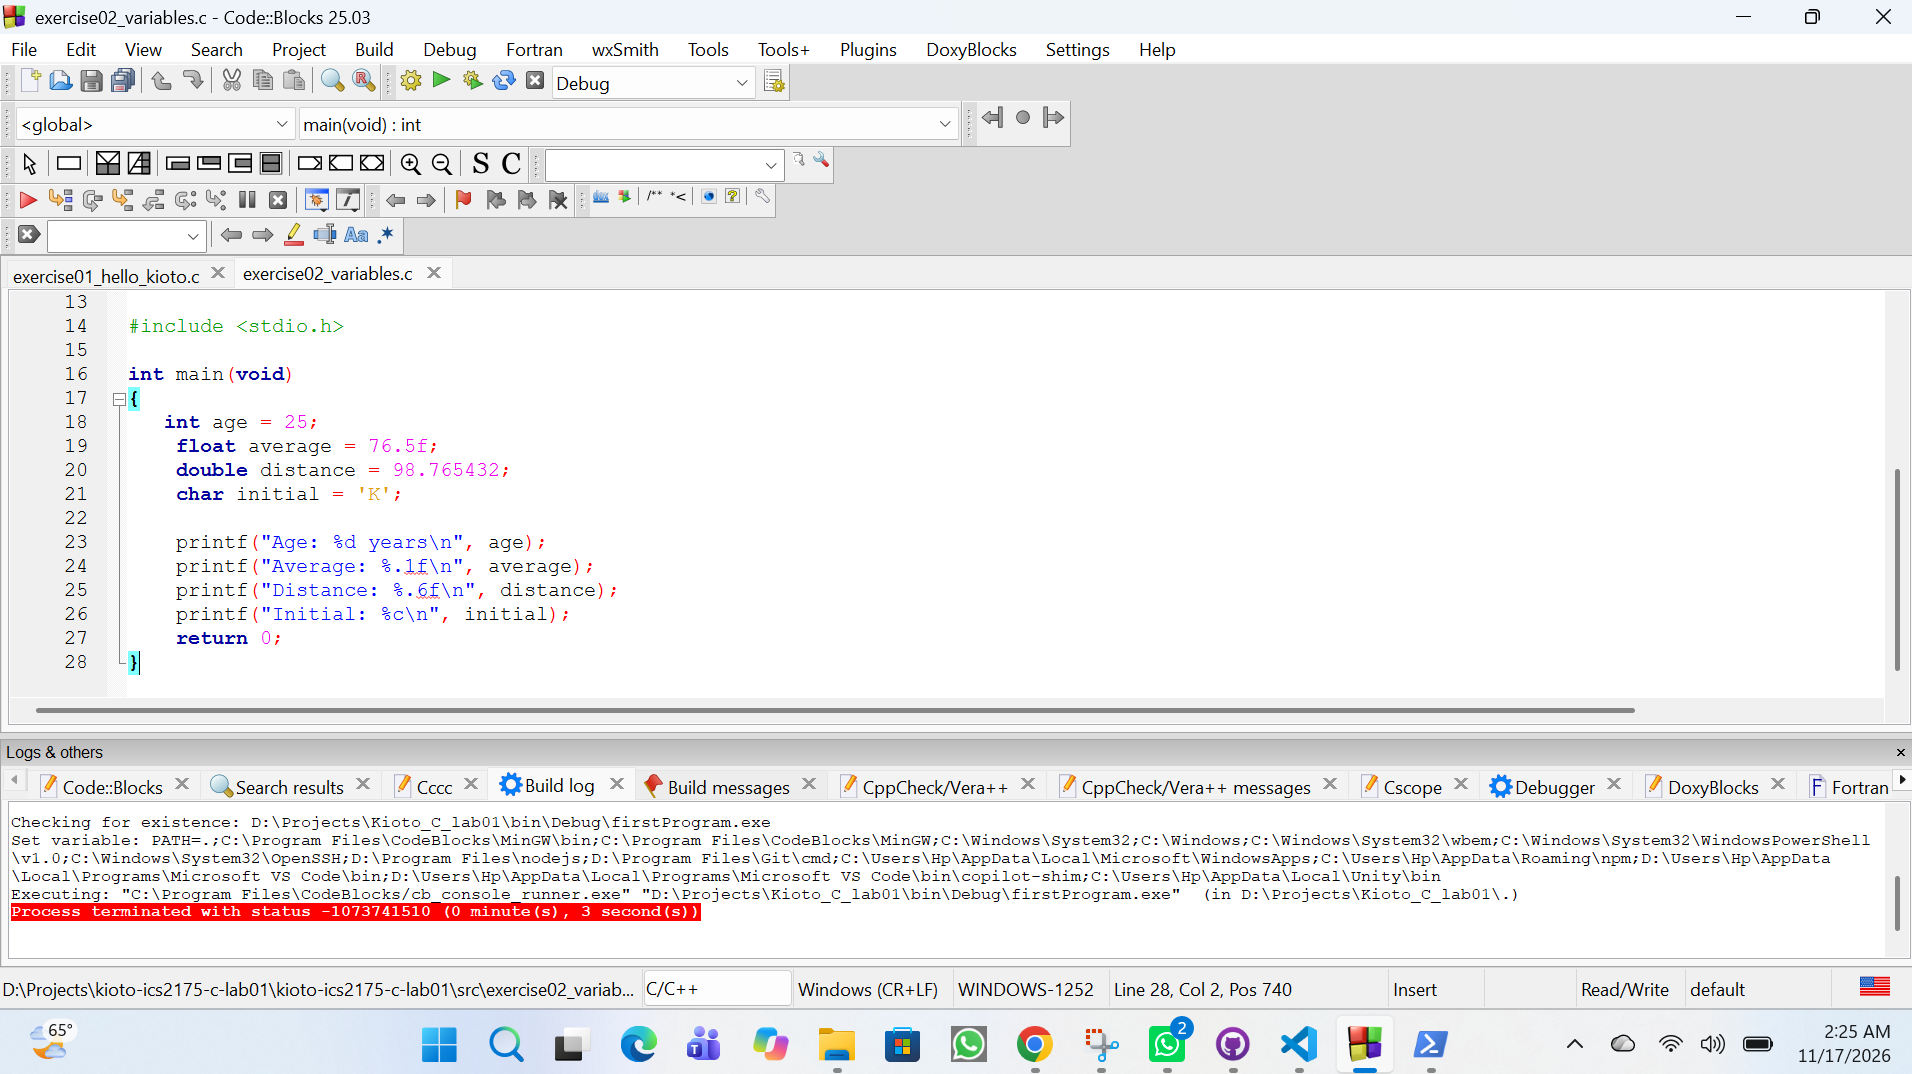 exercise02_variables.c - Code::Blocks 25.03
File Edit View Search Project Build Debug Fortran wxSmith Tools Tools+ Plugins DoxyBlocks Settings Help
Debug
<global> main(void) : int
S C
/** *<
Aa .*
exercise01_hello_kioto.c exercise02_variables.c
13
14 #include <stdio.h>
15
16 int main(void)
17 {
18 int age = 25;
19 float average = 76.5f;
20 double distance = 98.765432;
21 char initial = 'K';
22
23 printf("Age: %d years\n", age);
24 printf("Average: %.1f\n", average);
25 printf("Distance: %.6f\n", distance);
26 printf("Initial: %c\n", initial);
27 return 0;
28 }
Logs & others
Code::Blocks Search results Cccc Build log Build messages CppCheck/Vera++ CppCheck/Vera++ messages Cscope Debugger DoxyBlocks Fortran
Checking for existence: D:\Projects\Kioto_C_lab01\bin\Debug\firstProgram.exe
Set variable: PATH=.;C:\Program Files\CodeBlocks\MinGW\bin;C:\Program Files\CodeBlocks\MinGW;C:\Windows\System32;C:\Windows;C:\Windows\System32\wbem;C:\Windows\System32\WindowsPowerShell
\v1.0;C:\Windows\System32\OpenSSH;D:\Program Files\nodejs;D:\Program Files\Git\cmd;C:\Users\Hp\AppData\Local\Microsoft\WindowsApps;C:\Users\Hp\AppData\Roaming\npm;D:\Users\Hp\AppData
\Local\Programs\Microsoft VS Code\bin;D:\Users\Hp\AppData\Local\Programs\Microsoft VS Code\bin\copilot-shim;C:\Users\Hp\AppData\Local\Unity\bin
Executing: "C:\Program Files\CodeBlocks/cb_console_runner.exe" "D:\Projects\Kioto_C_lab01\bin\Debug\firstProgram.exe" (in D:\Projects\Kioto_C_lab01\.)
Process terminated with status -1073741510 (0 minute(s), 3 second(s))
D:\Projects\kioto-ics2175-c-lab01\kioto-ics2175-c-lab01\src\exercise02_variab... C/C++ Windows (CR+LF) WINDOWS-1252 Line 28, Col 2, Pos 740 Insert Read/Write default
65°
2
2:25 AM
11/17/2026